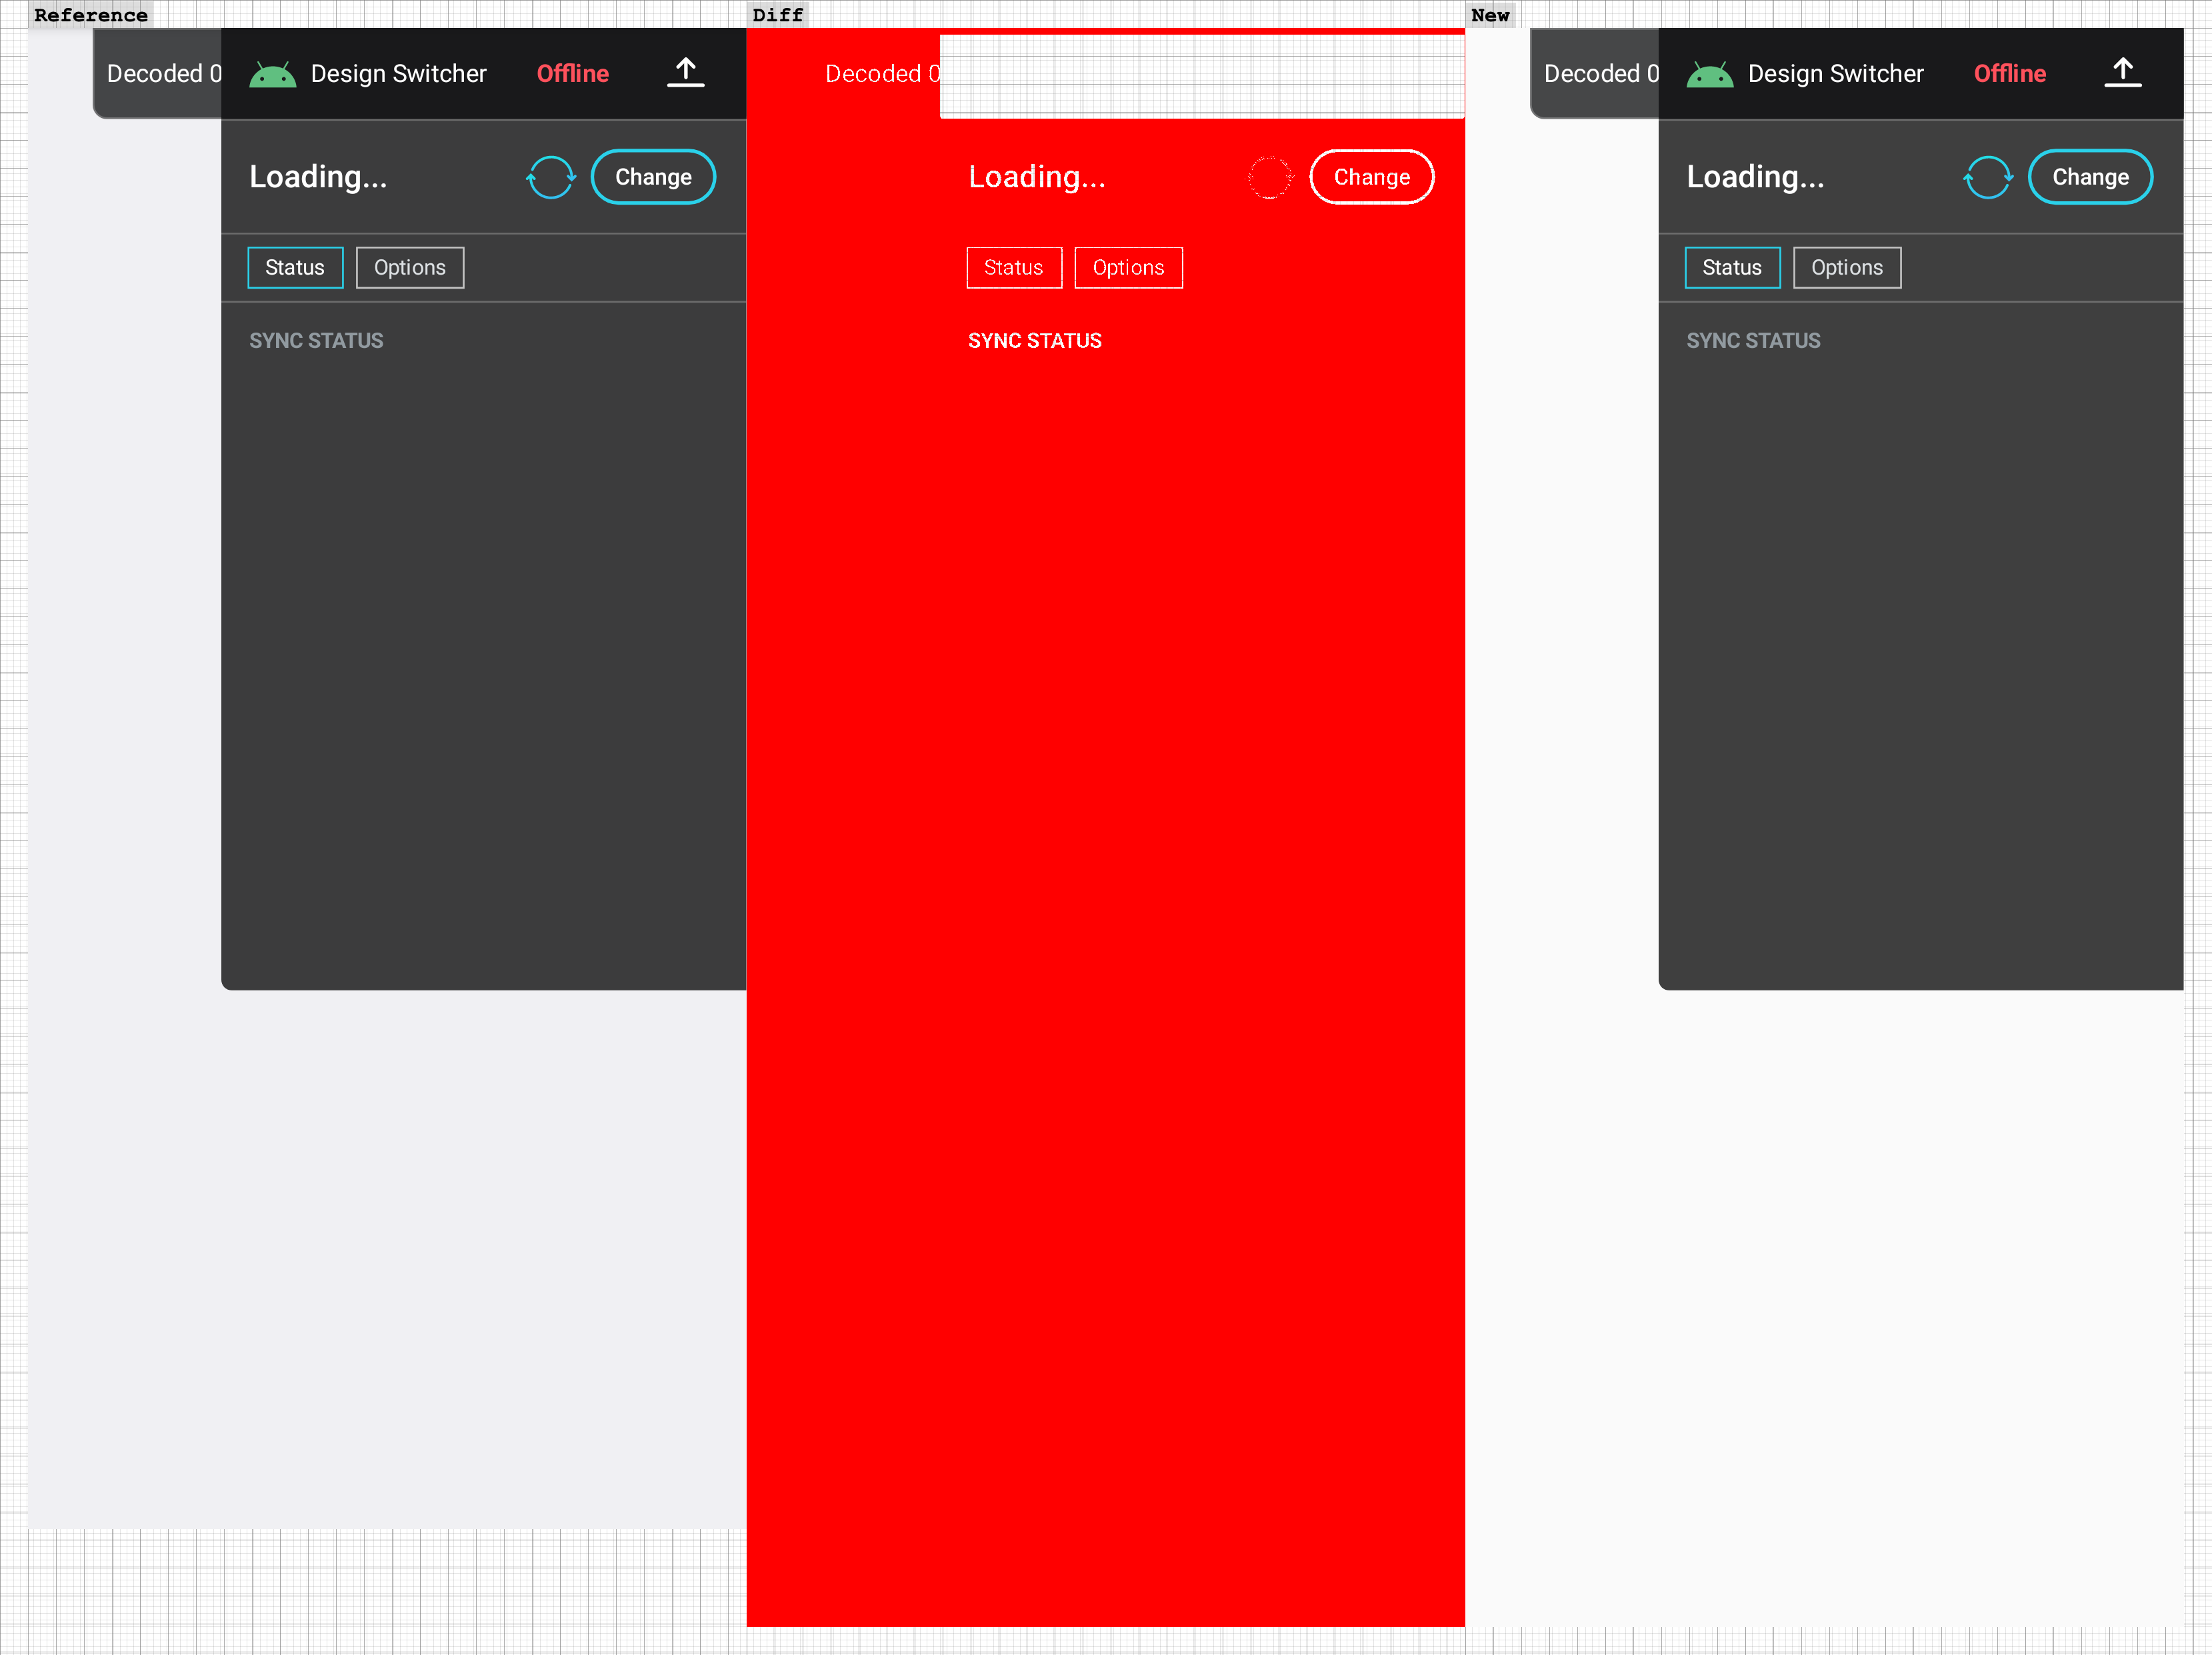 Reference
Diff
New
Decoded 0
Design Switcher
Offline
Decoded 0
Decoded 0
Design Switcher
Offline
Loading...
Change
Loading...
Change
Loading...
Change
Status
Options
Status
Options
Status
Options
SYNC STATUS
SYNC STATUS
SYNC STATUS